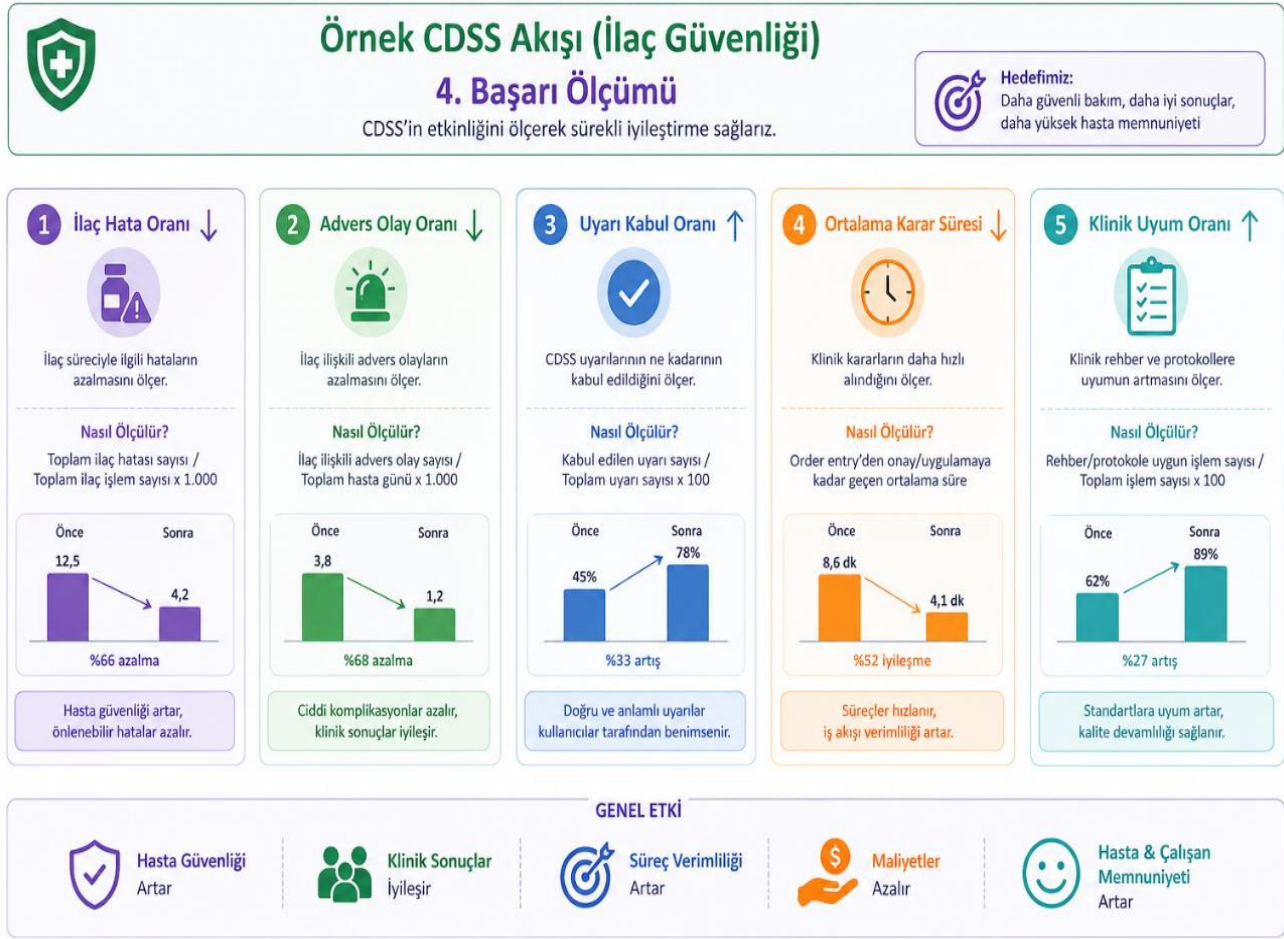 Örnek CDSS Akışı (İlaç Güvenliği)
4. Başarı Ölçümü
CDSS'in etkinliğini ölçerek sürekli iyileştirme sağlarız.
Hedefimiz:
Daha güvenli bakım, daha iyi sonuçlar,
daha yüksek hasta memnuniyeti
1 İlaç Hata Oranı ↓
İlaç süreciyle ilgili hataların
azalmasını ölçer.
Nasıl Ölçülür?
Toplam ilaç hatası sayısı /
Toplam ilaç işlem sayısı x 1.000
Önce Sonra
12,5 4,2
%66 azalma
Hasta güvenliği artar,
önlenebilir hatalar azalır.
2 Advers Olay Oranı ↓
İlaç ilişkili advers olayların
azalmasını ölçer.
Nasıl Ölçülür?
İlaç ilişkili advers olay sayısı /
Toplam hasta günü x 1.000
Önce Sonra
3,8 1,2
%68 azalma
Ciddi komplikasyonlar azalır,
klinik sonuçlar iyileşir.
3 Uyarı Kabul Oranı ↑
CDSS uyarılarının ne kadarının
kabul edildiğini ölçer.
Nasıl Ölçülür?
Kabul edilen uyarı sayısı /
Toplam uyarı sayısı x 100
Önce Sonra
45% 78%
%33 artış
Doğru ve anlamlı uyarılar
kullanıcılar tarafından benimsenir.
4 Ortalama Karar Süresi ↓
Klinik kararların daha hızlı
alındığını ölçer.
Nasıl Ölçülür?
Order entry'den onay/uygulamaya
kadar geçen ortalama süre
Önce Sonra
8,6 dk 4,1 dk
%52 iyileşme
Süreçler hızlanır,
iş akışı verimliliği artar.
5 Klinik Uyum Oranı ↑
Klinik rehber ve protokollere
uyumun artmasını ölçer.
Nasıl Ölçülür?
Rehber/protokole uygun işlem sayısı /
Toplam işlem sayısı x 100
Önce Sonra
62% 89%
%27 artış
Standartlara uyum artar,
kalite devamlılığı sağlanır.
GENEL ETKİ
Hasta Güvenliği
Artar
Klinik Sonuçlar
İyileşir
Süreç Verimliliği
Artar
$
Maliyetler
Azalır
Hasta & Çalışan
Memnuniyeti
Artar